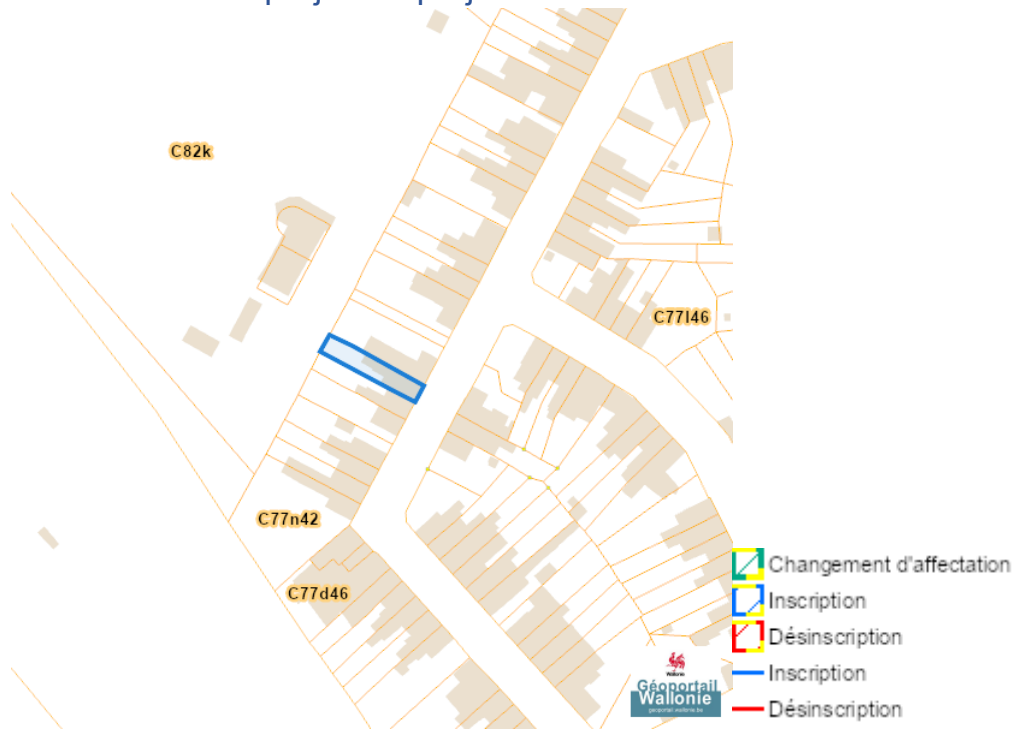 C82k
C77l46
C77n42
C77d46
Changement d'affectation
Inscription
Désinscription
Inscription
Désinscription
Wallonie
Géoportail
Wallonie
geoportail.wallonie.be